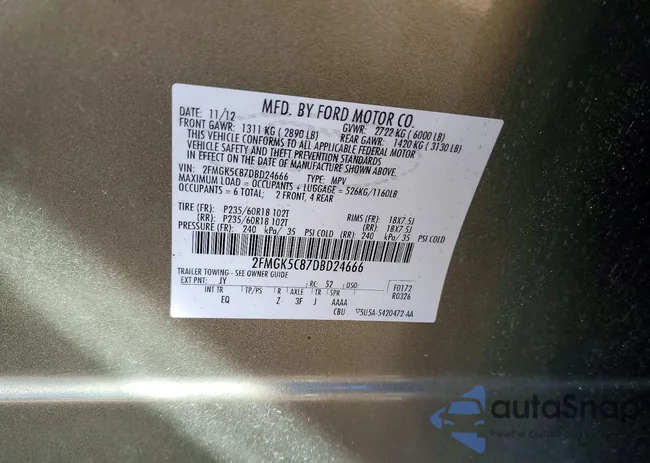 MFD. BY FORD MOTOR CO.
DATE: 11/12 GVWR: 2722 KG ( 6000 LB)
FRONT GAWR: 1311 KG ( 2890 LB) REAR GAWR: 1420 KG ( 3130 LB)
THIS VEHICLE CONFORMS TO ALL APPLICABLE FEDERAL MOTOR
VEHICLE SAFETY AND THEFT PREVENTION STANDARDS
IN EFFECT ON THE DATE OF MANUFACTURE SHOWN ABOVE.
VIN: 2FMGK5C87DBD24666 TYPE: MPV
MAXIMUM LOAD = OCCUPANTS + LUGGAGE = 526KG/1160LB
OCCUPANTS = 6 TOTAL; 2 FRONT, 4 REAR
TIRE (FR): P235/60R18 102T RIMS (FR): 18X7.5J
(RR): P235/60R18 102T (RR): 18X7.5J
PRESSURE (FR): 240 kPa/ 35 PSI COLD (RR): 240 kPa/ 35 PSI COLD
2FMGK5C87DBD24666
TRAILER TOWING - SEE OWNER GUIDE
EXT PNT: JY RC: 52 DSO: F0172
R0326
INT TR TP/PS R AXLE TR SPR
EQ Z 3F J AAAA
CBU 5U5A-5420472-AA
autoSnap